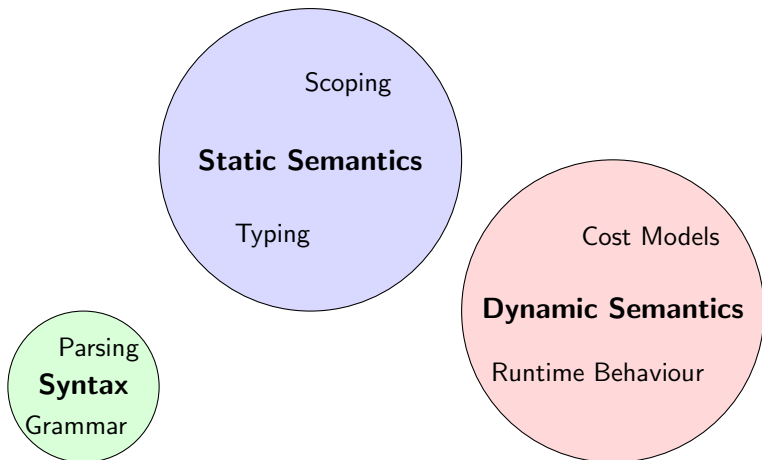 Scoping
Static Semantics
Typing
Cost Models
Dynamic Semantics
Runtime Behaviour
Parsing
Syntax
Grammar